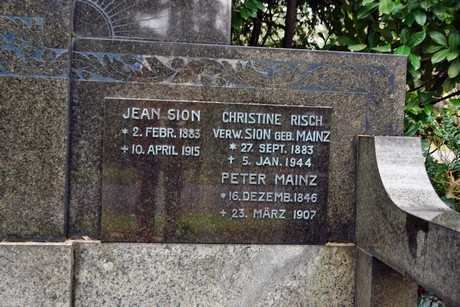 JEAN SION
* 2. FEBR. 1883
+ 10. APRIL 1915
CHRISTINE RISCH
VERW. SION GEB. MAINZ
* 27. SEPT. 1883
+ 5. JAN. 1944
PETER MAINZ
* 16. DEZEMB. 1846
+ 23. MÄRZ 1907